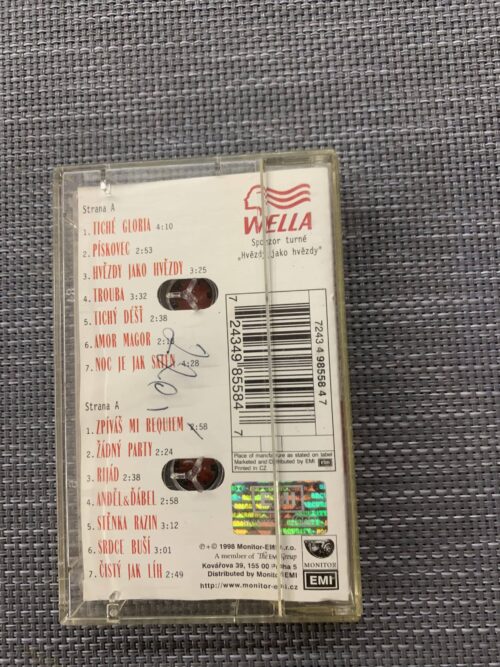 Strana A
1. TICHÉ GLORIA 4:10
2. PÍSKOVEC 2:53
3. HVĚZDY JAKO HVĚZDY 3:25
4. TROUBA 3:32
5. TICHÝ DÉŠŤ 2:38
6. AMOR MAGOR
7. NOC JE JAK SATÉN 4:28
Strana A
1. ZPÍVÁŠ MI REQUIEM 2:58
2. ŽÁDNÝ PARTY 2:24
3. RIJÁD 2:38
4. ANDĚL&ĎÁBEL 2:58
5. STĚNKA RAZIN 3:12
6. SRDCE BUŠÍ 3:01
7. ČISTÝ JAK LÍH 2:49
WELLA
Sponzor turné
„Hvězdy jako hvězdy"
7243 4 98558 4 7
7 24349 85584 7
Place of manufacture as stated on label
Marketed and Distributed by EMI
Printed in CZ
℗ + © 1998 Monitor-EMI s.r.o.
A member of The EMI Group
Kovářova 39, 155 00 Praha 5
Distributed by Monitor-EMI
http://www.monitor-emi.cz
MONITOR
EMI